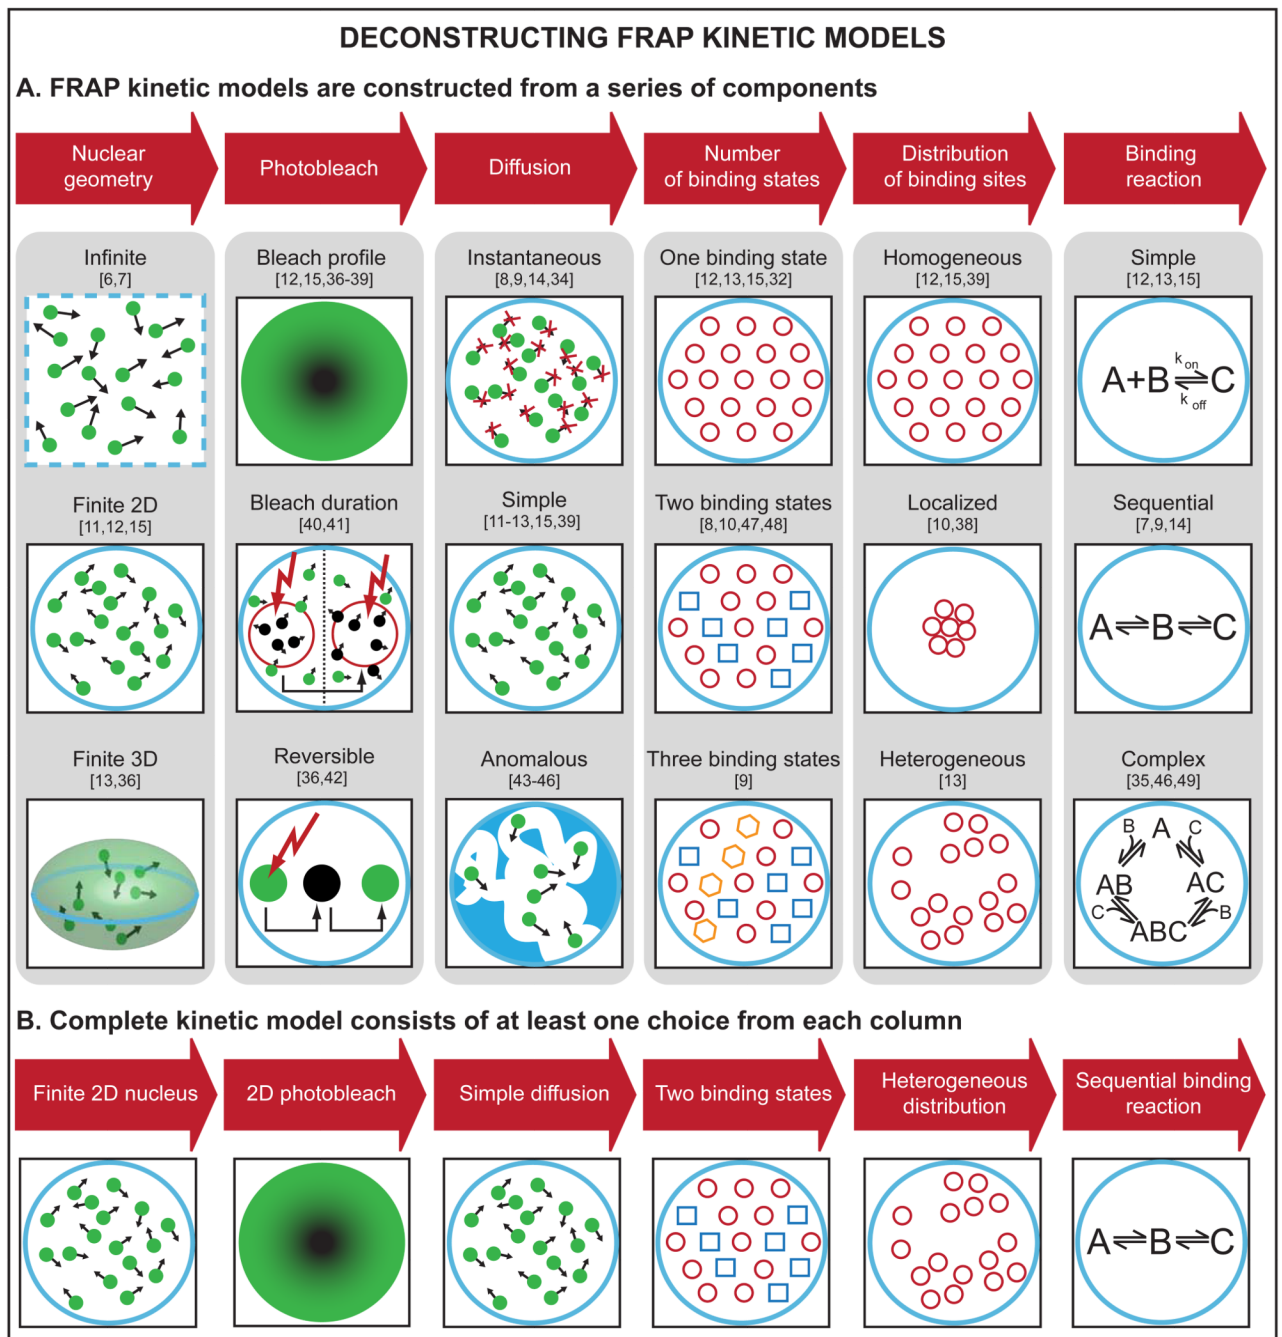 DECONSTRUCTING FRAP KINETIC MODELS
A. FRAP kinetic models are constructed from a series of components
Nuclear
geometry
Photobleach
Diffusion
Number
of binding states
Distribution
of binding sites
Binding
reaction
Infinite
[6,7]
Bleach profile
[12,15,36-39]
Instantaneous
[8,9,14,34]
One binding state
[12,13,15,32]
Homogeneous
[12,15,39]
Simple
[12,13,15]
A+B ⇌ C
k on
k off
Finite 2D
[11,12,15]
Bleach duration
[40,41]
Simple
[11-13,15,39]
Two binding states
[8,10,47,48]
Localized
[10,38]
Sequential
[7,9,14]
A⇌B⇌C
Finite 3D
[13,36]
Reversible
[36,42]
Anomalous
[43-46]
Three binding states
[9]
Heterogeneous
[13]
Complex
[35,46,49]
B A C
AB AC
C B
ABC
B. Complete kinetic model consists of at least one choice from each column
Finite 2D nucleus
2D photobleach
Simple diffusion
Two binding states
Heterogeneous
distribution
Sequential binding
reaction
A⇌B⇌C